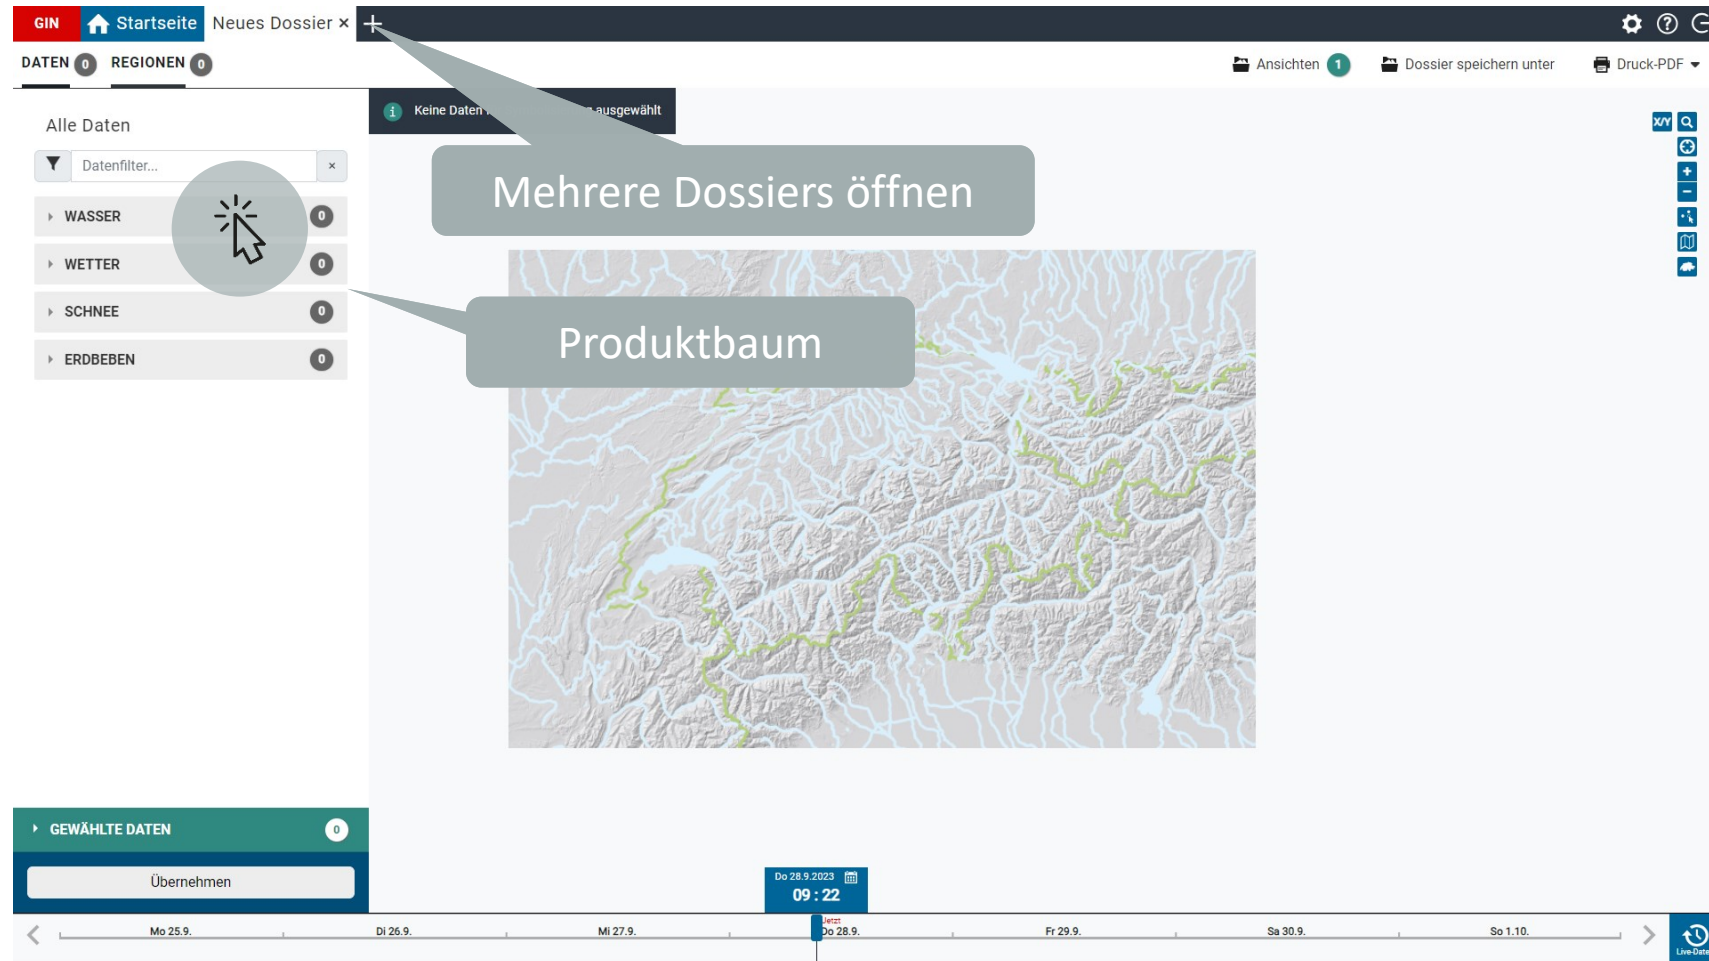 GIN Startseite Neues Dossier ×
DATEN 0 REGIONEN 0 Ansichten 1 Dossier speichern unter Druck-PDF
Keine Daten ausgewählt
Alle Daten
Datenfilter... ×
WASSER 0
WETTER 0
SCHNEE 0
ERDBEBEN 0
Mehrere Dossiers öffnen
Produktbaum
X/Y
GEWÄHLTE DATEN 0
Übernehmen
Do 28.9.2023
09 : 22
Jetzt
Mo 25.9. Di 26.9. Mi 27.9. Do 28.9. Fr 29.9. Sa 30.9. So 1.10.